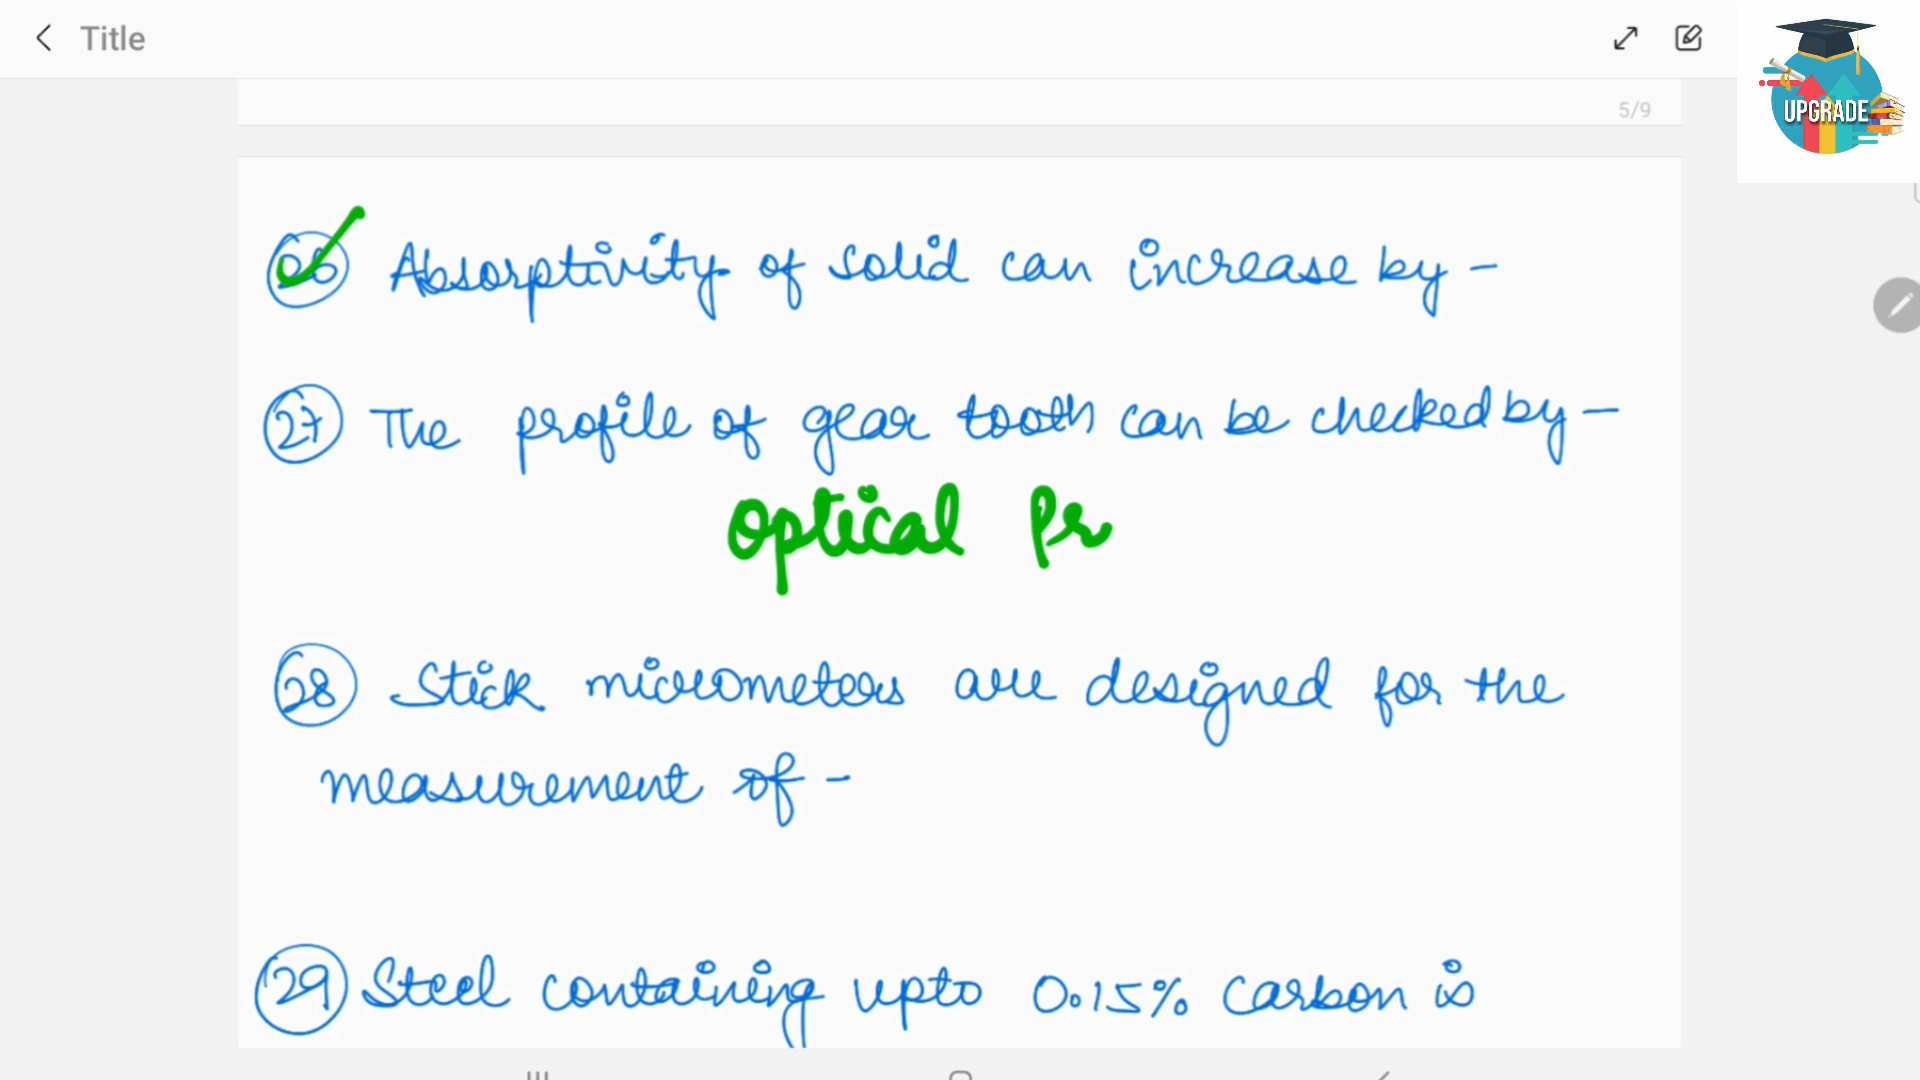 Title
5/9
UPGRADE
26 Absorptivity of solid can increase by -
27 The profile of gear tooth can be checked by -
Optical Pr
28 Stick micrometers are designed for the
measurement of -
29 Steel containing upto 0.15% carbon is